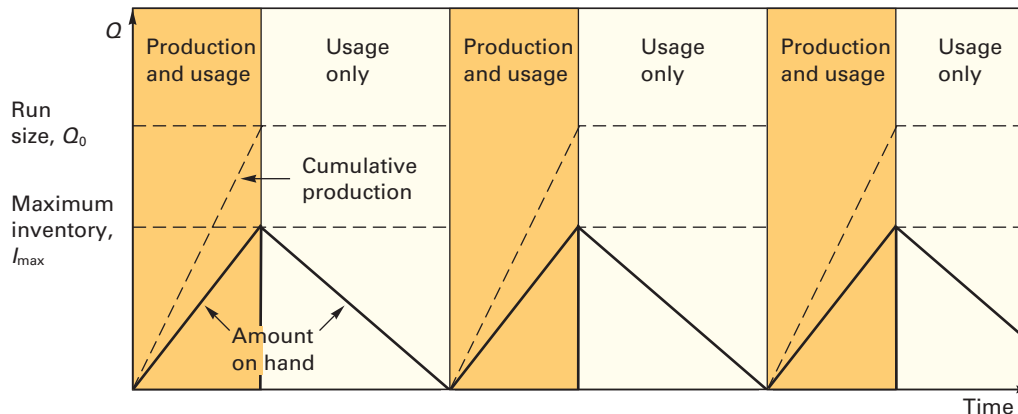 Q
Production
and usage
Usage
only
Production
and usage
Usage
only
Production
and usage
Usage
only
Run
size, Q₀
Cumulative
production
Maximum
inventory,
Iₘₐₓ
Amount
on hand
Time